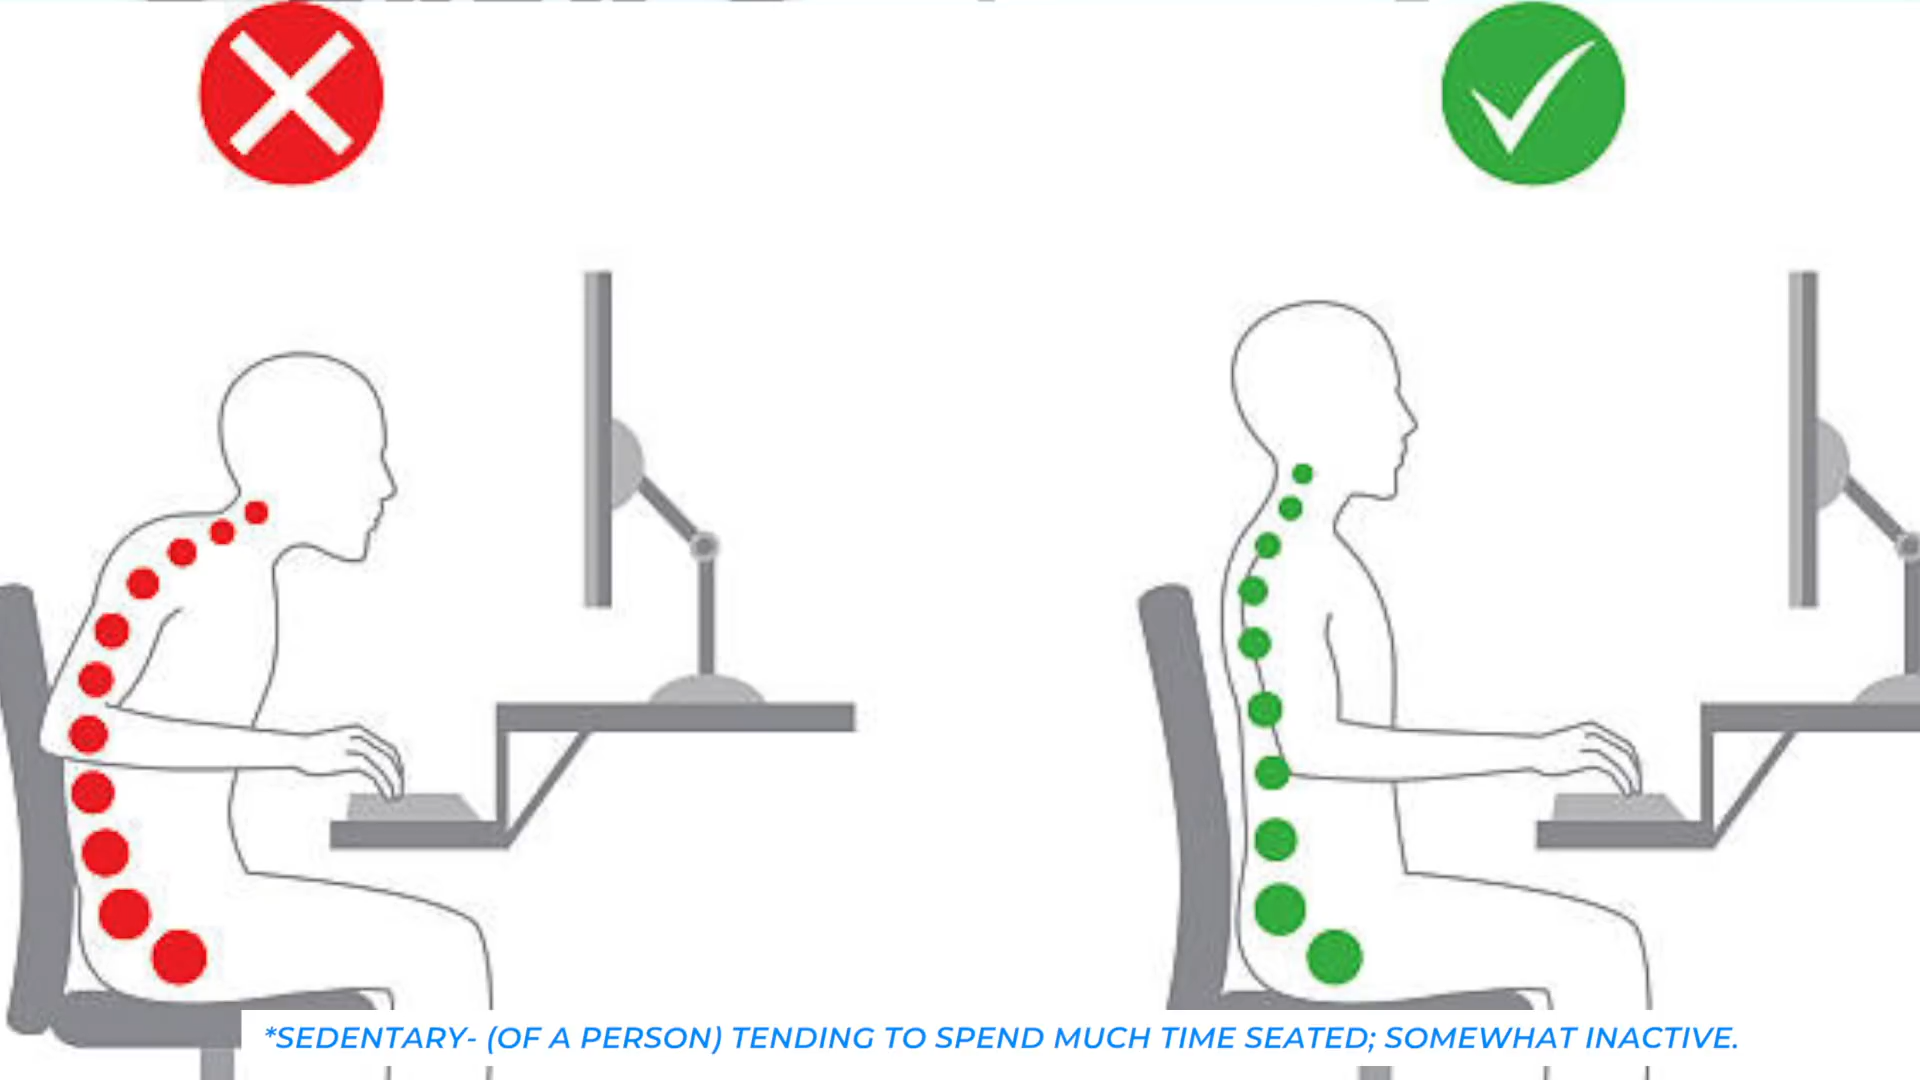 *SEDENTARY- (OF A PERSON) TENDING TO SPEND MUCH TIME SEATED; SOMEWHAT INACTIVE.